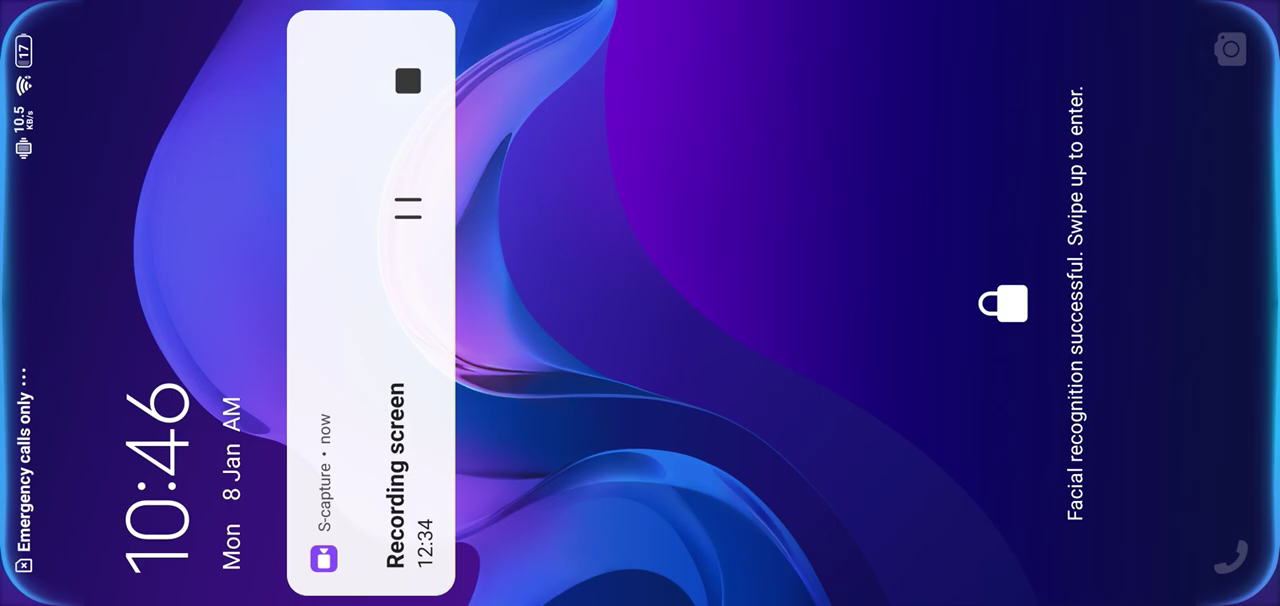 Emergency calls only ...
10.5
KB/s
17
10:46
Mon 8 Jan AM
S-capture • now
Recording screen
12:34
Facial recognition successful. Swipe up to enter.